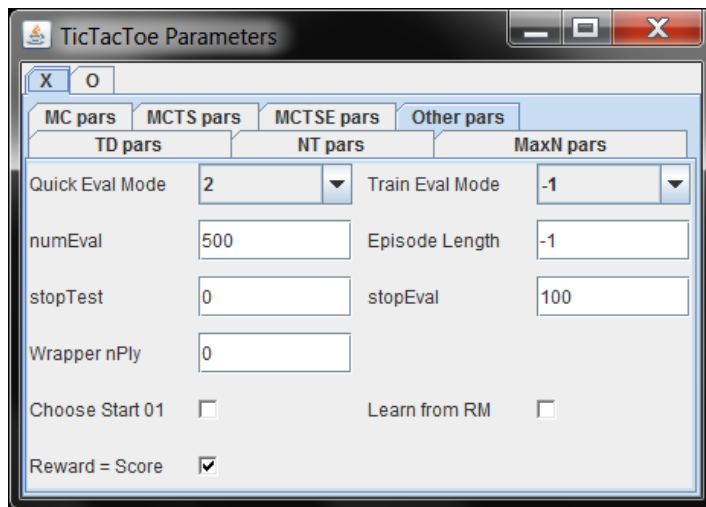 TicTacToe Parameters
X O
MC pars MCTS pars MCTSE pars Other pars
TD pars NT pars MaxN pars
Quick Eval Mode 2 Train Eval Mode -1
numEval 500 Episode Length -1
stopTest 0 stopEval 100
Wrapper nPly 0
Choose Start 01 Learn from RM
Reward = Score